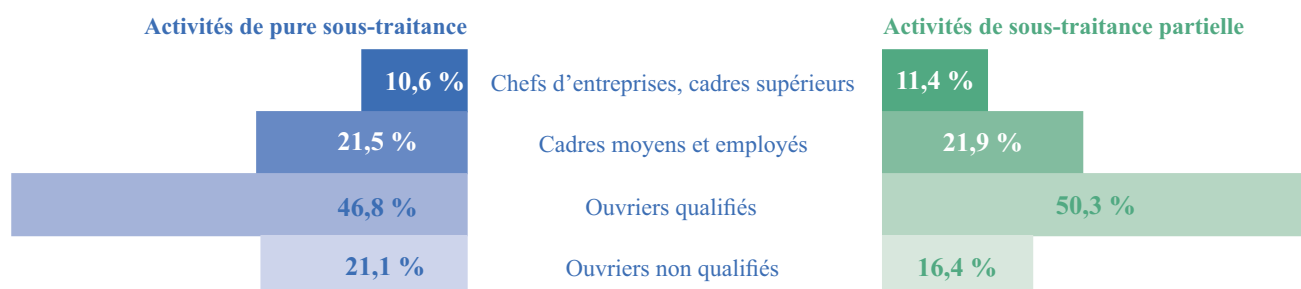 Activités de pure sous-traitance
Activités de sous-traitance partielle
10,6 %
Chefs d’entreprises, cadres supérieurs
11,4 %
21,5 %
Cadres moyens et employés
21,9 %
46,8 %
Ouvriers qualifiés
50,3 %
21,1 %
Ouvriers non qualifiés
16,4 %